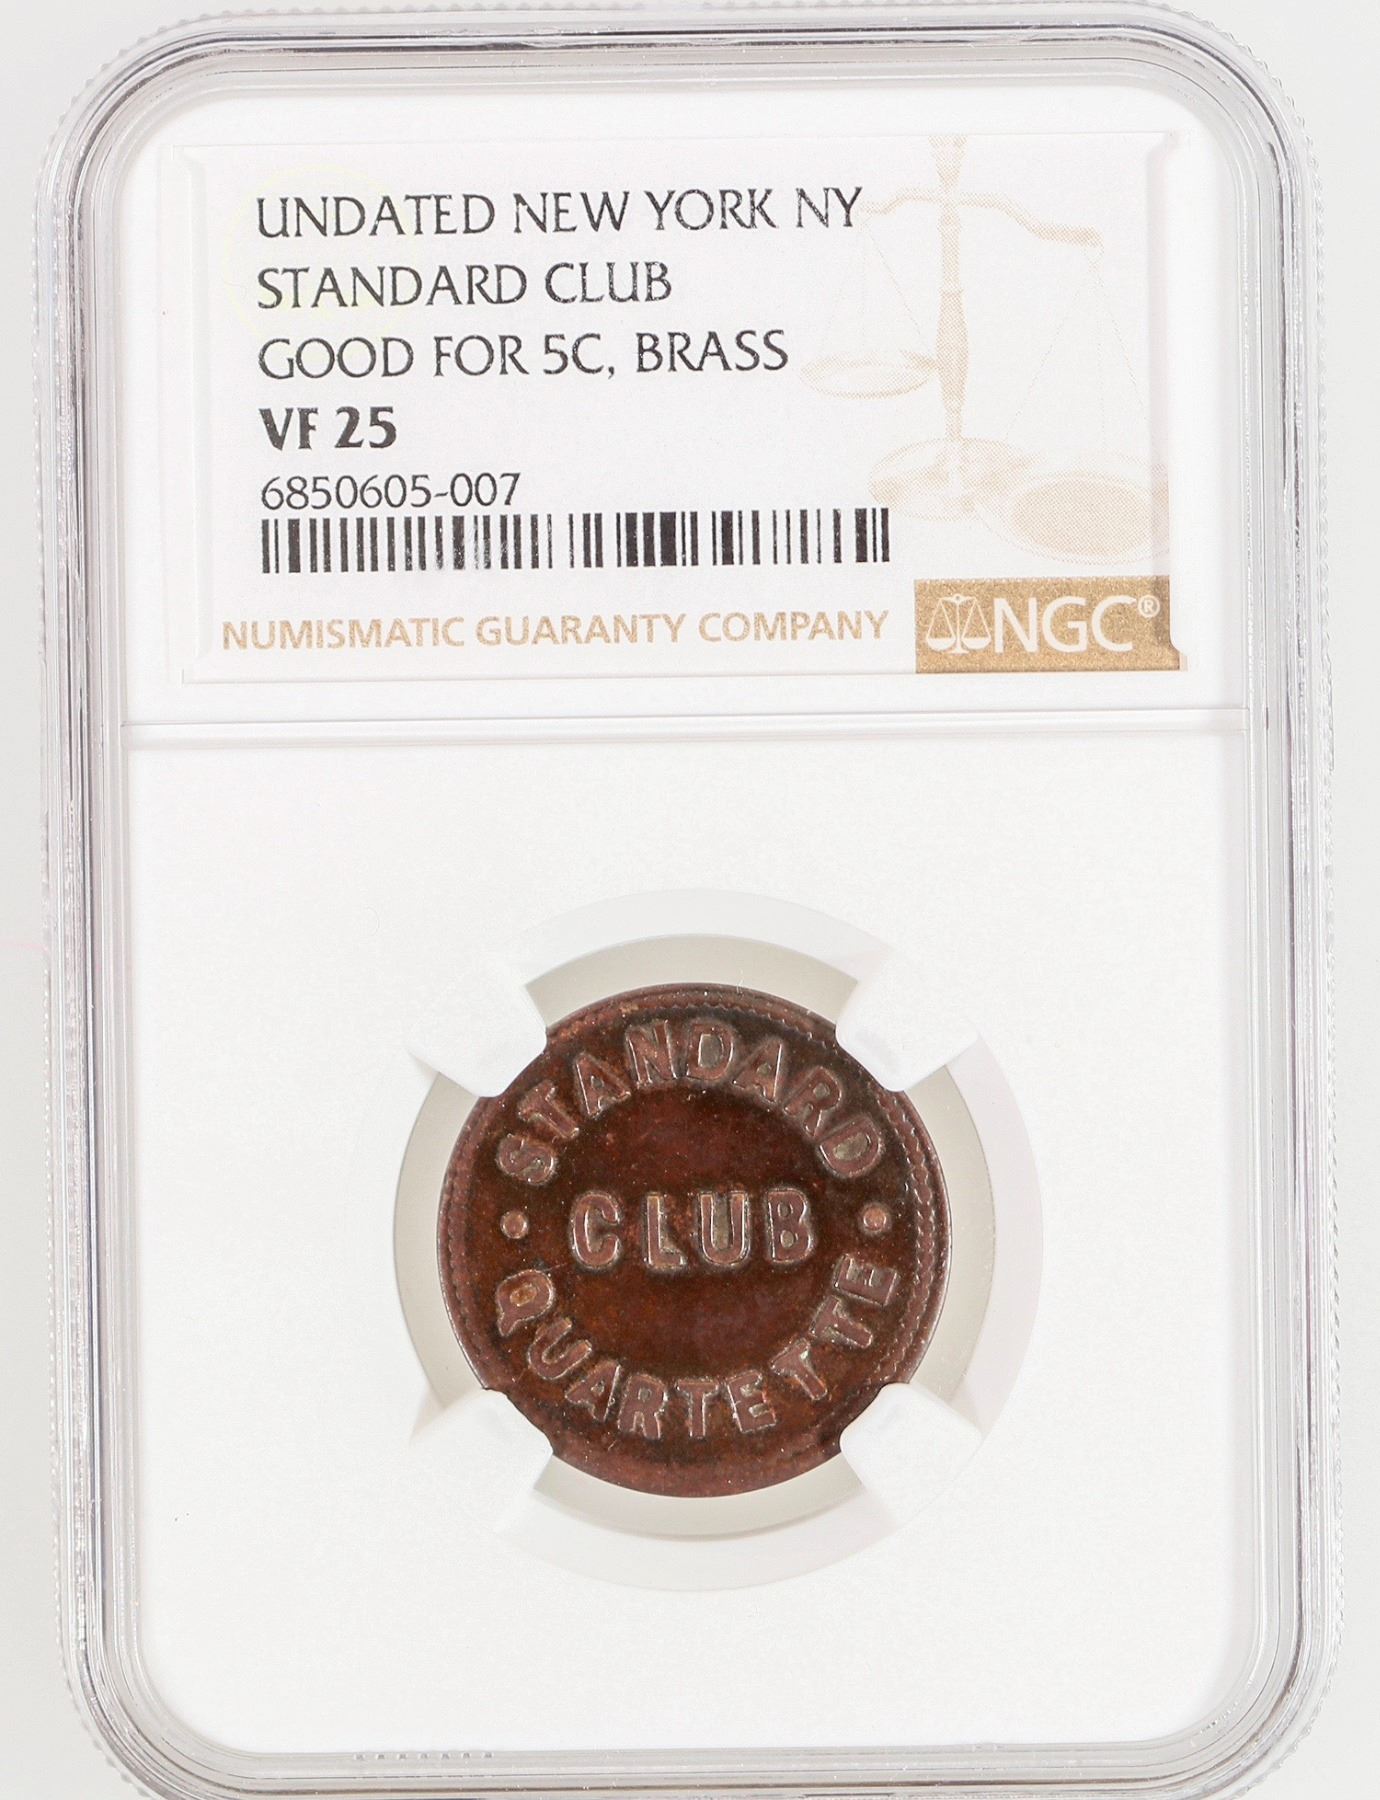 UNDATED NEW YORK NY
STANDARD CLUB
GOOD FOR 5C, BRASS
VF 25
6850605-007
NUMISMATIC GUARANTY COMPANY
NGC®
STANDARD
CLUB
QUARTETTE